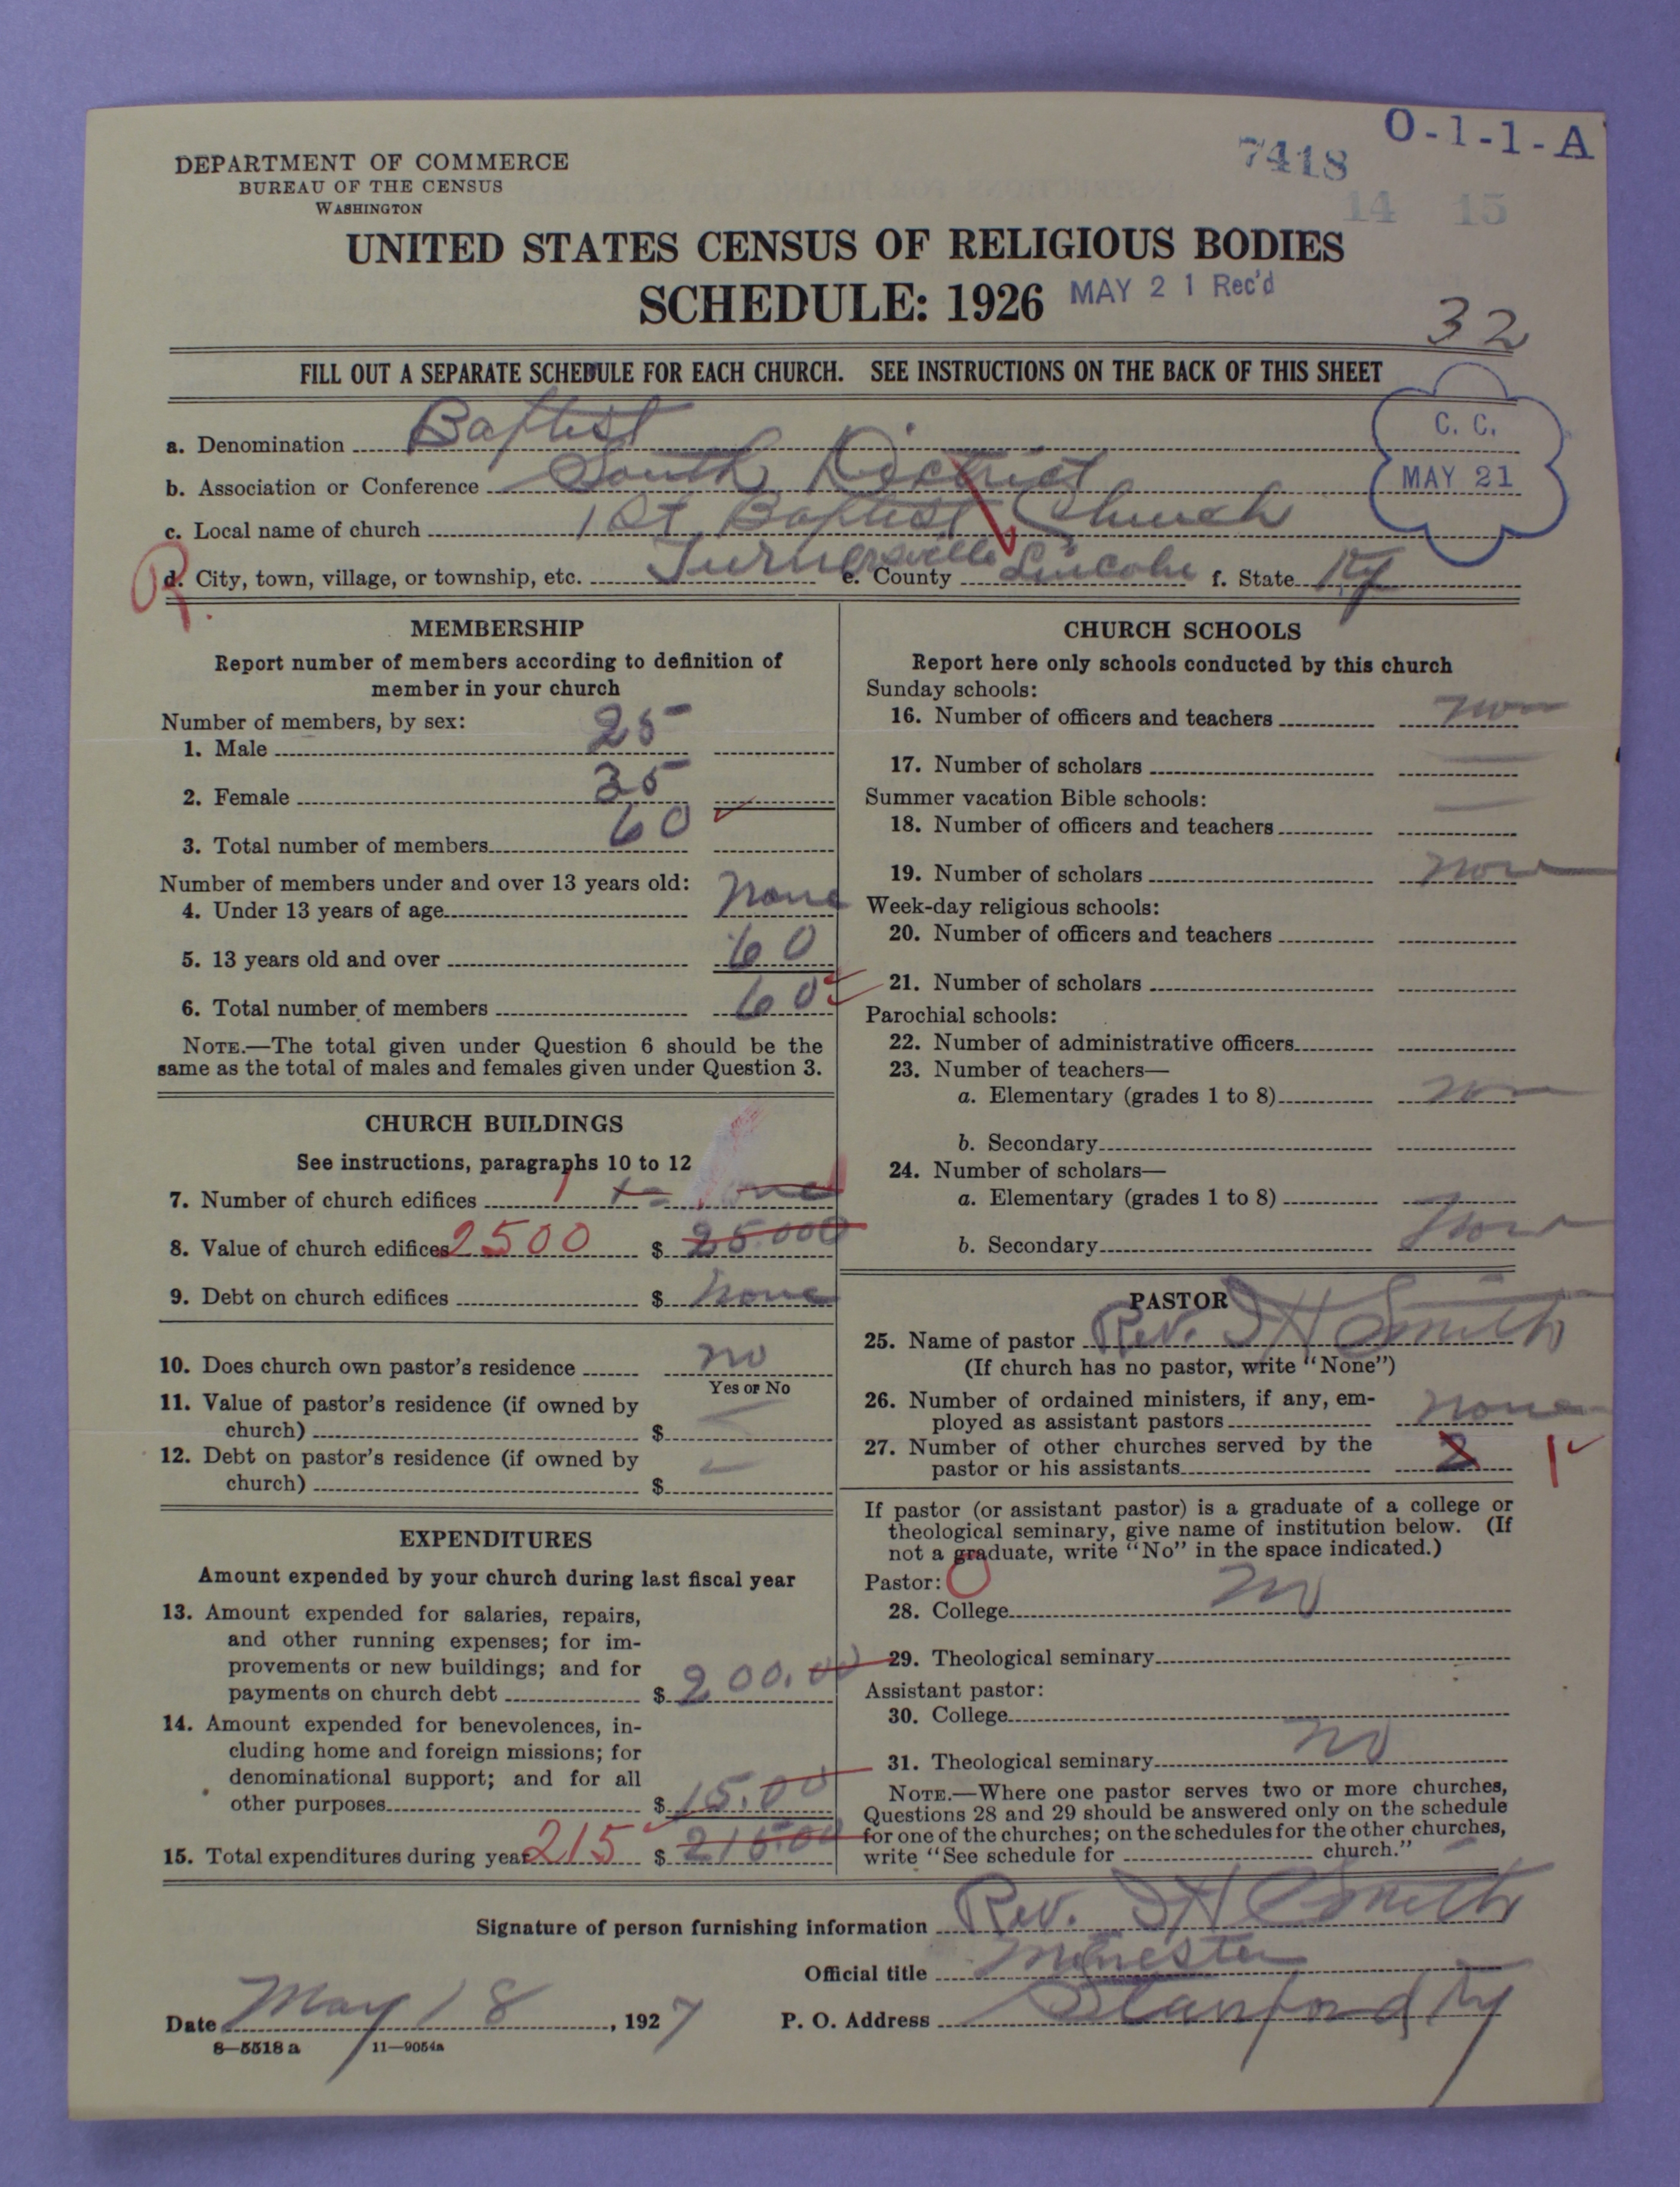 O-1-1-A
7418
14 15
DEPARTMENT OF COMMERCE
BUREAU OF THE CENSUS
WASHINGTON
UNITED STATES CENSUS OF RELIGIOUS BODIES
SCHEDULE: 1926 MAY 21 Rec'd
32
FILL OUT A SEPARATE SCHEDULE FOR EACH CHURCH. SEE INSTRUCTIONS ON THE BACK OF THIS SHEET
C. C.
MAY 21
a. Denomination Baptist
b. Association or Conference South District
c. Local name of church 1st Baptist Church
d. City, town, village, or township, etc. Turnersville e. County Lincoln f. State Ky
MEMBERSHIP
Report number of members according to definition of
member in your church
Number of members, by sex:
1. Male 25
2. Female 35
3. Total number of members 60
Number of members under and over 13 years old:
4. Under 13 years of age None
5. 13 years old and over 60
6. Total number of members 60
NOTE.—The total given under Question 6 should be the
same as the total of males and females given under Question 3.
CHURCH BUILDINGS
See instructions, paragraphs 10 to 12
7. Number of church edifices 1
8. Value of church edifices 2500 $ 25000
9. Debt on church edifices $ None
10. Does church own pastor's residence no
Yes or No
11. Value of pastor's residence (if owned by
church) $
12. Debt on pastor's residence (if owned by
church) $
EXPENDITURES
Amount expended by your church during last fiscal year
13. Amount expended for salaries, repairs,
and other running expenses; for im-
provements or new buildings; and for
payments on church debt $ 200.00
14. Amount expended for benevolences, in-
cluding home and foreign missions; for
denominational support; and for all
other purposes $ 15.00
15. Total expenditures during year 215 $ 215.00
CHURCH SCHOOLS
Report here only schools conducted by this church
Sunday schools:
16. Number of officers and teachers
17. Number of scholars
Summer vacation Bible schools:
18. Number of officers and teachers
19. Number of scholars None
Week-day religious schools:
20. Number of officers and teachers
21. Number of scholars
Parochial schools:
22. Number of administrative officers
23. Number of teachers—
a. Elementary (grades 1 to 8)
b. Secondary
24. Number of scholars—
a. Elementary (grades 1 to 8)
b. Secondary None
PASTOR
25. Name of pastor Rev. I H Smith
(If church has no pastor, write "None")
26. Number of ordained ministers, if any, em-
ployed as assistant pastors None
27. Number of other churches served by the
pastor or his assistants 2 1
If pastor (or assistant pastor) is a graduate of a college or
theological seminary, give name of institution below. (If
not a graduate, write "No" in the space indicated.)
Pastor:
28. College no
29. Theological seminary
Assistant pastor:
30. College
31. Theological seminary no
NOTE.—Where one pastor serves two or more churches,
Questions 28 and 29 should be answered only on the schedule
for one of the churches; on the schedules for the other churches,
write "See schedule for church."
Signature of person furnishing information Rev. I H Smith
Official title Minester
Date May 18, 1927 P. O. Address Stanford Ky
8—5518 a 11—9054a